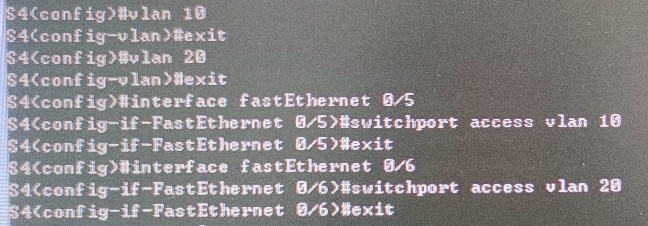 S4(config)#vlan 10
S4(config-vlan)#exit
S4(config)#vlan 20
S4(config-vlan)#exit
S4(config)#interface fastEthernet 0/5
S4(config-if-FastEthernet 0/5)#switchport access vlan 10
S4(config-if-FastEthernet 0/5)#exit
S4(config)#interface fastEthernet 0/6
S4(config-if-FastEthernet 0/6)#switchport access vlan 20
S4(config-if-FastEthernet 0/6)#exit